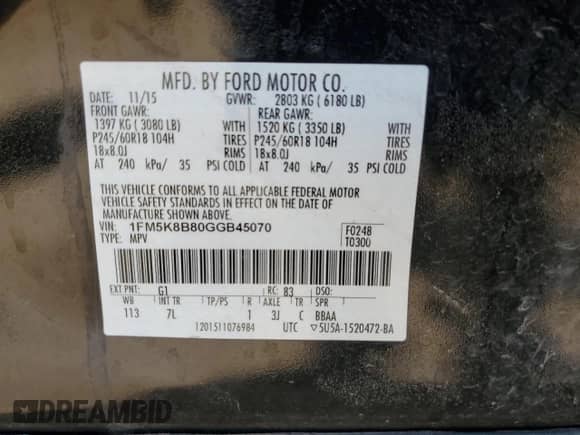 MFD. BY FORD MOTOR CO.
DATE: 11/15 GVWR: 2803 KG ( 6180 LB)
FRONT GAWR: REAR GAWR:
1397 KG ( 3080 LB) WITH 1520 KG ( 3350 LB) WITH
P245/60R18 104H TIRES P245/60R18 104H TIRES
18x8.0J RIMS 18x8.0J RIMS
AT 240 kPa/ 35 PSI COLD AT 240 kPa/ 35 PSI COLD
THIS VEHICLE CONFORMS TO ALL APPLICABLE FEDERAL MOTOR
VEHICLE SAFETY STANDARDS IN EFFECT ON THE DATE OF
MANUFACTURE SHOWN ABOVE.
VIN: 1FM5K8B80GGB45070 F0248
TYPE: MPV T0300
EXT PNT: G1 RC: 83 DSO:
WB INT TR TP/PS R AXLE TR SPR
113 7L 1 3J C BBAA
1201511076984 UTC ▽5U5A-1520472-BA
DREAMBID